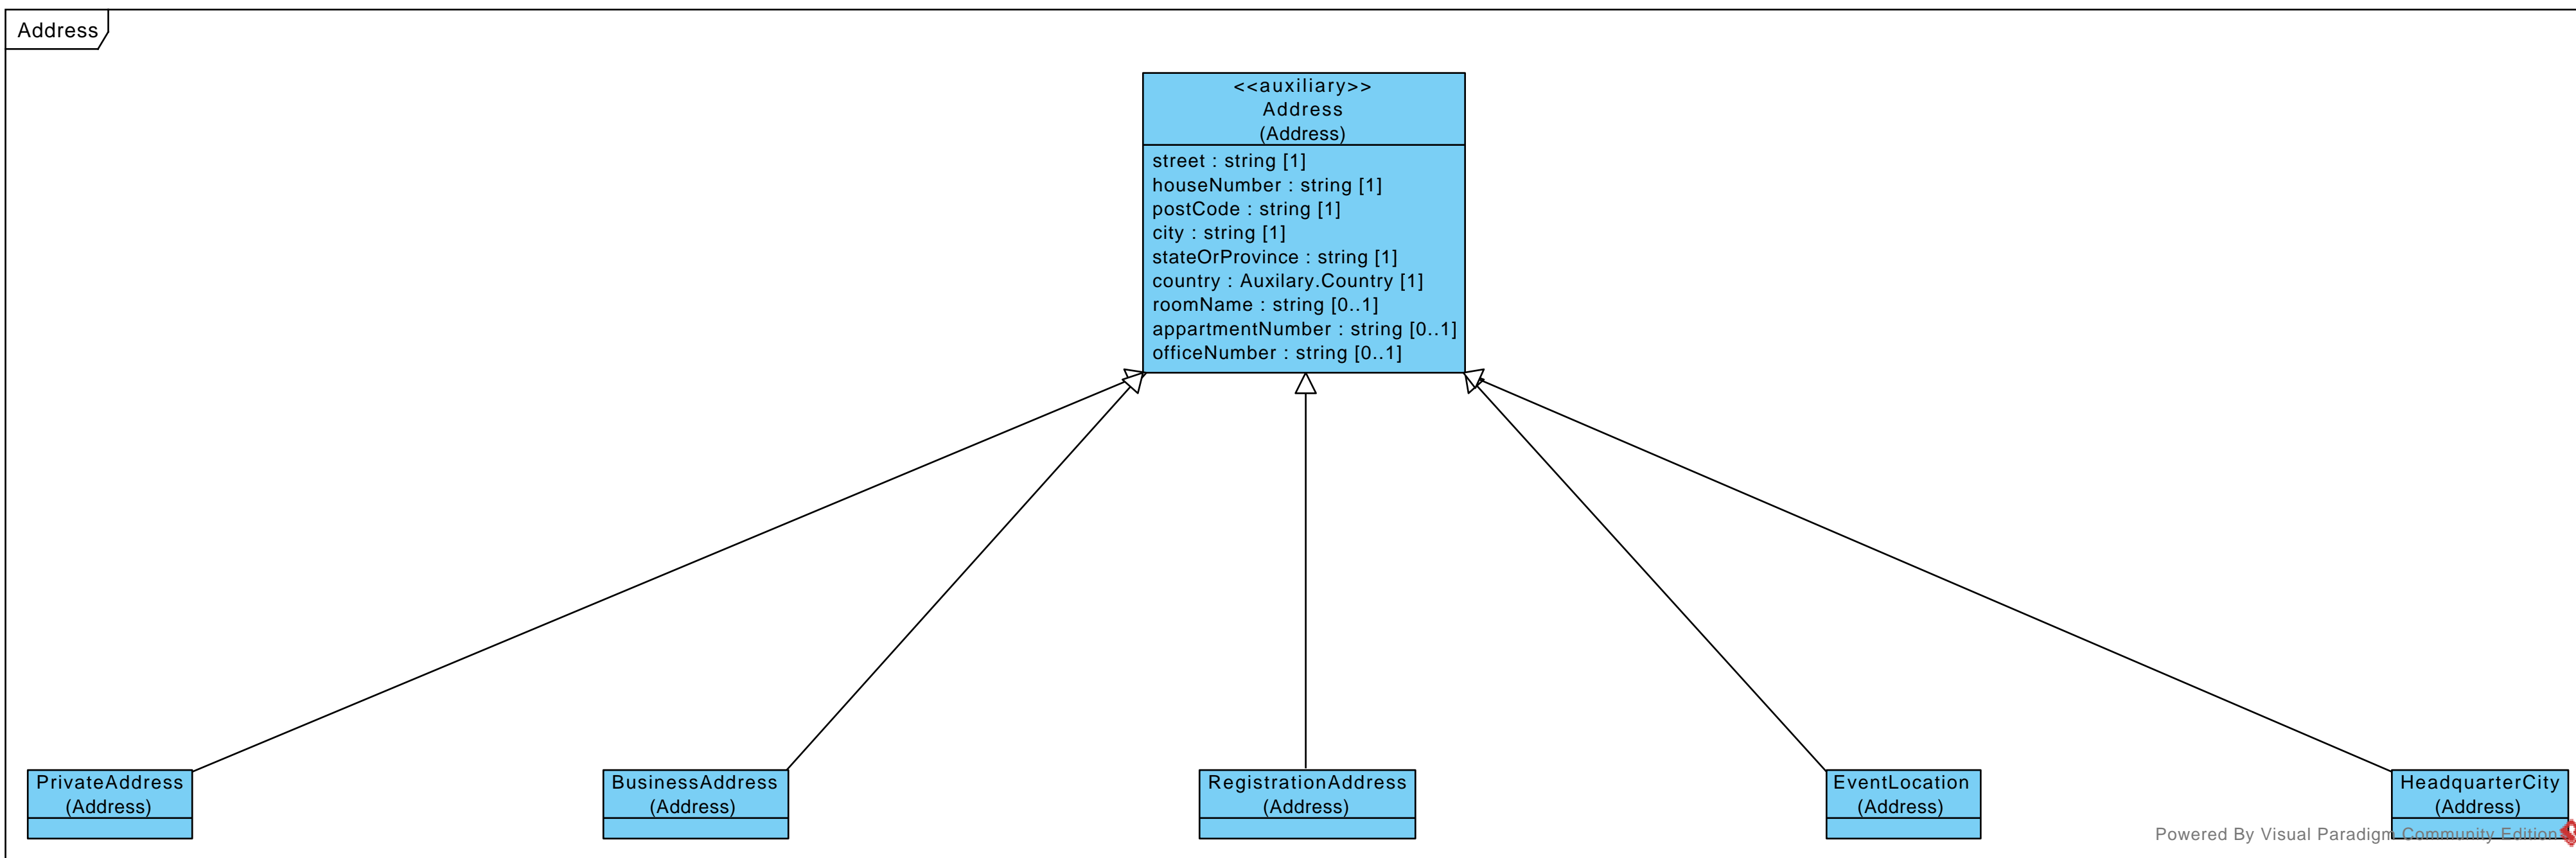 Address
<<auxiliary>>
Address
(Address)
street : string [1]
houseNumber : string [1]
postCode : string [1]
city : string [1]
stateOrProvince : string [1]
country : Auxilary.Country [1]
roomName : string [0..1]
appartmentNumber : string [0..1]
officeNumber : string [0..1]
PrivateAddress
(Address)
BusinessAddress
(Address)
RegistrationAddress
(Address)
EventLocation
(Address)
HeadquarterCity
(Address)
Powered By Visual Paradigm Community Edition